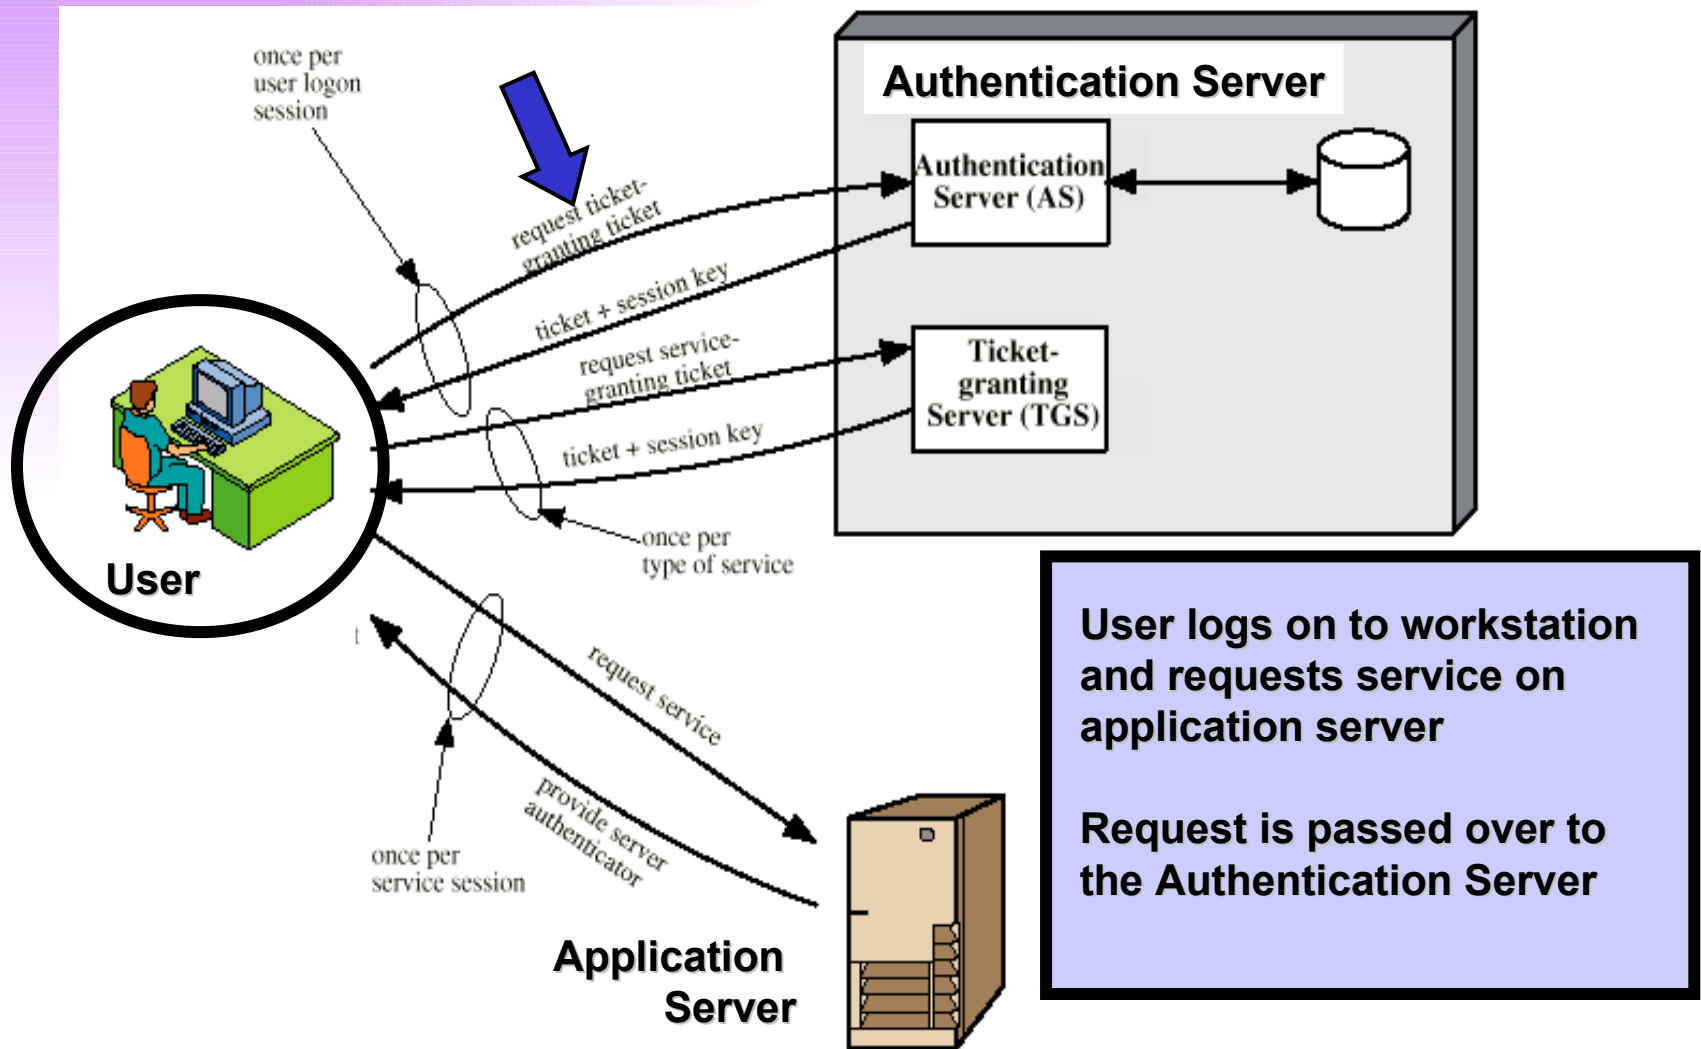 once per
user logon
session
Authentication Server
Authentication
Server (AS)
request ticket-
granting ticket
ticket + session key
request service-
granting ticket
Ticket-
granting
Server (TGS)
ticket + session key
once per
type of service
User
t
request service
provide server
authenticator
once per
service session
Application
Server
User logs on to workstation
and requests service on
application server
Request is passed over to
the Authentication Server